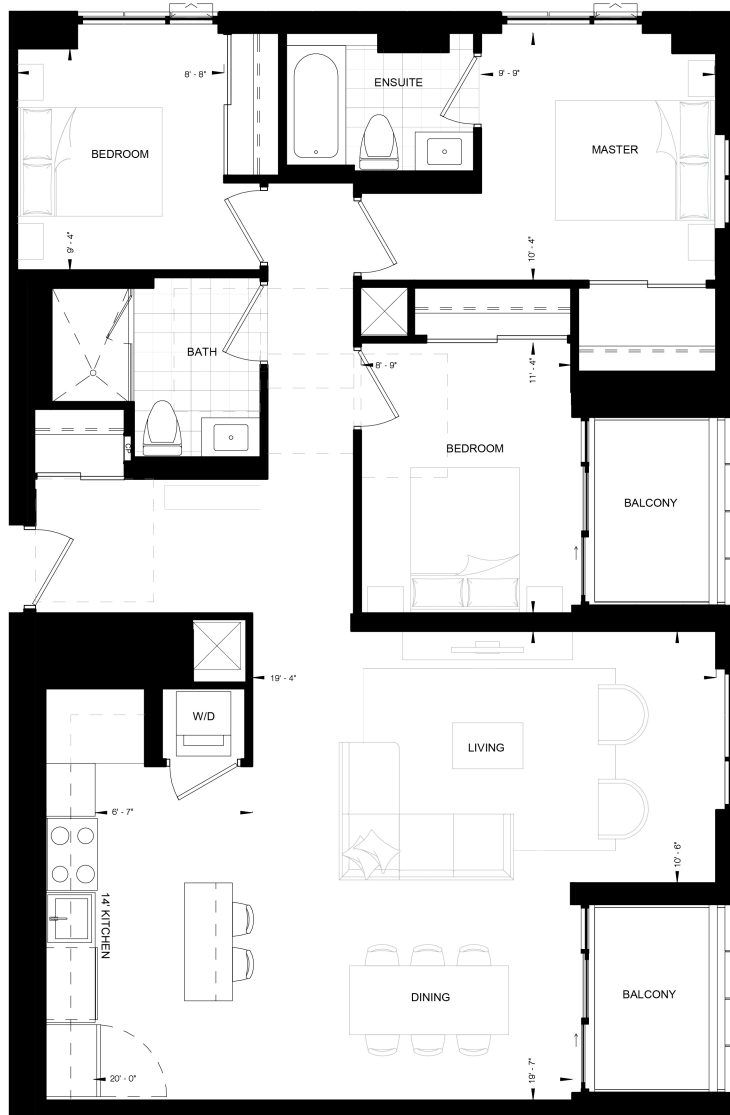 8' - 8"
ENSUITE
9' - 9"
BEDROOM
MASTER
9' - 4"
10' - 4"
BATH
8' - 9"
11' - 4"
CP
BEDROOM
BALCONY
19' - 4"
W/D
LIVING
6' - 7"
10' - 6"
14' KITCHEN
DINING
BALCONY
20' - 0"
19' - 7"